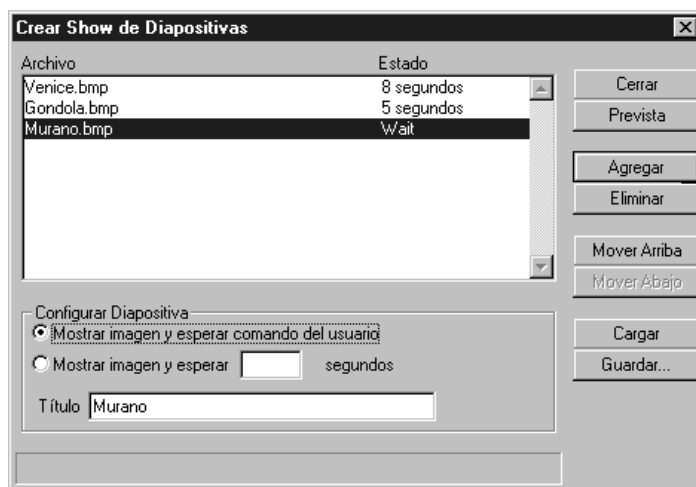 Crear Show de Diapositivas
Archivo Estado
Venice.bmp 8 segundos
Gondola.bmp 5 segundos
Murano.bmp Wait
Cerrar
Prevista
Agregar
Eliminar
Mover Arriba
Mover Abajo
Cargar
Guardar...
Configurar Diapositiva
Mostrar imagen y esperar comando del usuario
Mostrar imagen y esperar segundos
Título Murano